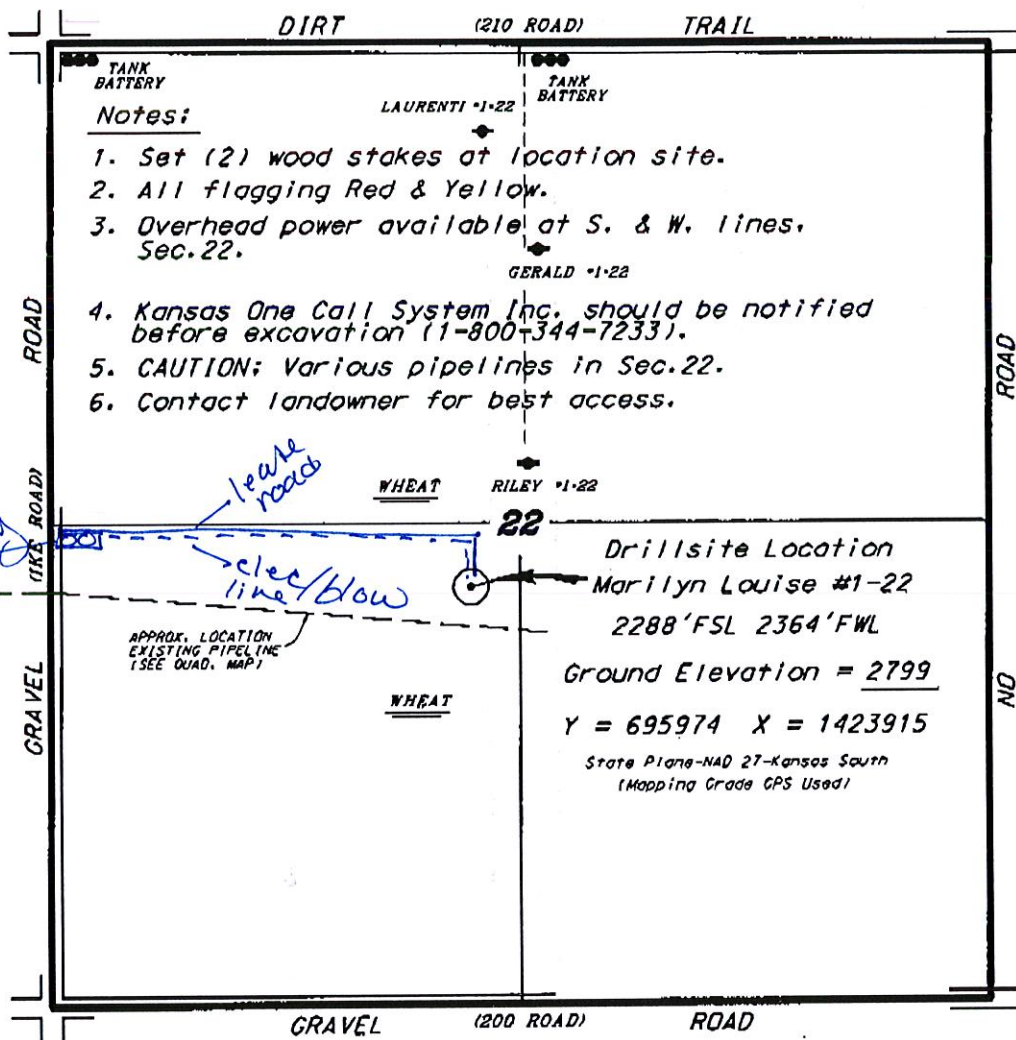 DIRT (210 ROAD) TRAIL
TANK
BATTERY
TANK
BATTERY
Notes:
LAURENTI #1-22
1. Set (2) wood stakes at location site.
2. All flagging Red & Yellow.
3. Overhead power available at S. & W. lines.
Sec.22.
GERALD #1-22
4. Kansas One Call System Inc. should be notified
before excavation (1-800-344-7233).
5. CAUTION: Various pipelines in Sec.22.
6. Contact landowner for best access.
ROAD
ROAD
lease
road
WHEAT
RILEY #1-22
(IKE ROAD)
22
Drillsite Location
Marilyn Louise #1-22
2288'FSL 2364'FWL
elec/blow
line
APPROX. LOCATION
EXISTING PIPELINE
(SEE QUAD. MAP)
Ground Elevation = 2799
WHEAT
Y = 695974 X = 1423915
State Plane-NAD 27-Kansas South
(Mapping Grade GPS Used)
GRAVEL
NO
GRAVEL (200 ROAD) ROAD